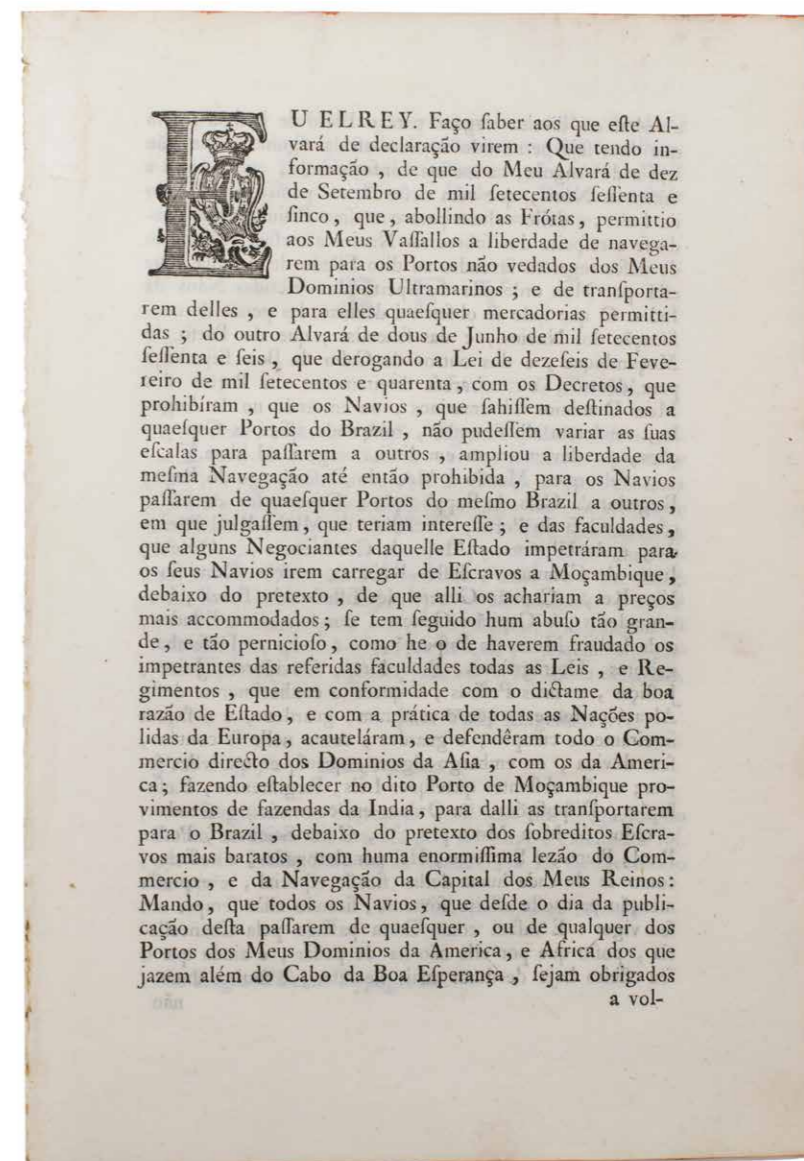 EU ELREY. Faço ſaber aos que eſte Al-
vará de declaração virem : Que tendo in-
formação , de que do Meu Alvará de dez
de Setembro de mil ſetecentos ſeſſenta e
ſinco , que , abollindo as Frótas , permittio
aos Meus Vaſſallos a liberdade de navega-
rem para os Portos não vedados dos Meus
Dominios Ultramarinos ; e de tranſporta-
rem delles , e para elles quaeſquer mercadorias permitti-
das ; do outro Alvará de dous de Junho de mil ſetecentos
ſeſſenta e ſeis , que derogando a Lei de dezeſeis de Feve-
reiro de mil ſetecentos e quarenta , com os Decretos , que
prohibíram , que os Navios , que ſahiſſem deſtinados a
quaeſquer Portos do Brazil , não pudeſſem variar as ſuas
eſcalas para paſſarem a outros , ampliou a liberdade da
meſma Navegação até então prohibida , para os Navios
paſſarem de quaeſquer Portos do meſmo Brazil a outros ,
em que julgaſſem , que teriam intereſſe ; e das faculdades ,
que alguns Negociantes daquelle Eſtado impetráram para
os ſeus Navios irem carregar de Eſcravos a Moçambique ,
debaixo do pretexto , de que alli os achariam a preços
mais accommodados ; ſe tem ſeguido hum abuſo tão gran-
de , e tão pernicioſo , como he o de haverem fraudado os
impetrantes das referidas faculdades todas as Leis , e Re-
gimentos , que em conformidade com o dictame da boa
razão de Eſtado , e com a prática de todas as Nações po-
lidas da Europa , acauteláram , e defendêram todo o Com-
mercio directo dos Dominios da Aſia , com os da Ameri-
ca ; fazendo eſtablecer no dito Porto de Moçambique pro-
vimentos de fazendas da India , para dalli as tranſportarem
para o Brazil , debaixo do pretexto dos ſobreditos Eſcra-
vos mais baratos , com huma enormiſſima lezão do Com-
mercio , e da Navegação da Capital dos Meus Reinos :
Mando , que todos os Navios , que deſde o dia da publi-
cação deſta paſſarem de quaeſquer , ou de qualquer dos
Portos dos Meus Dominios da America , e Africa dos que
jazem além do Cabo da Boa Eſperança , ſejam obrigados
a vol-